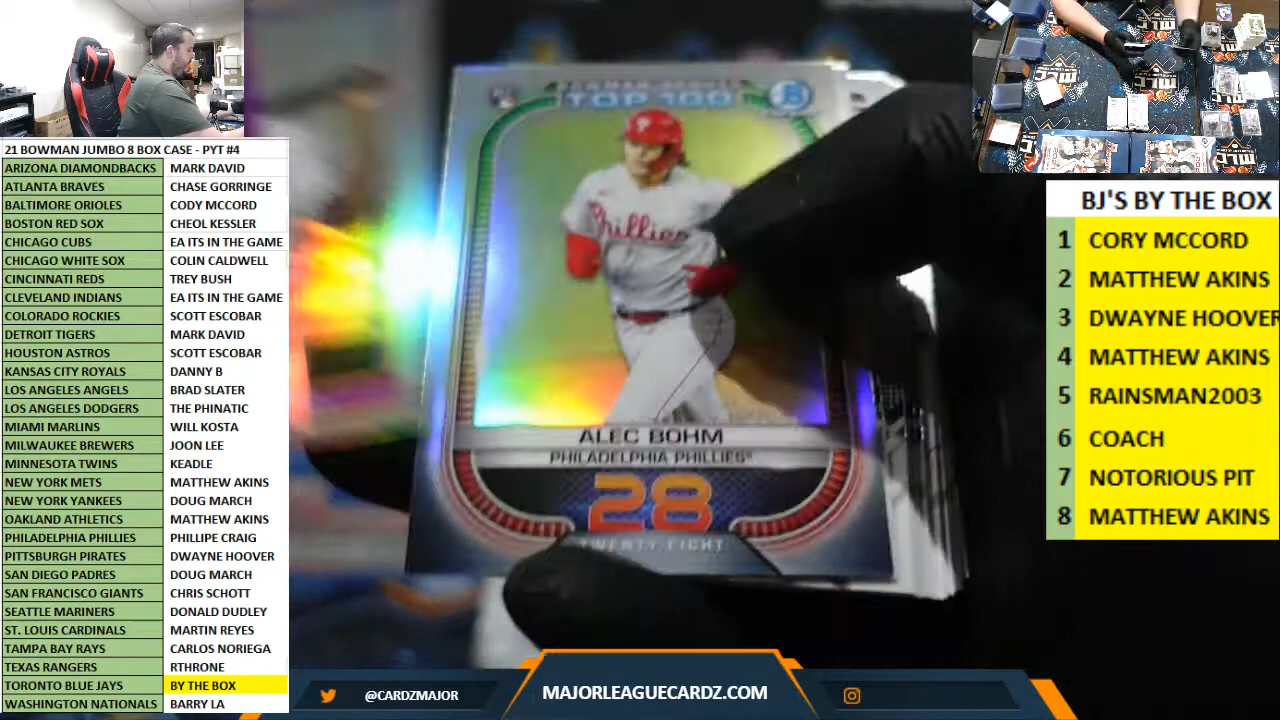 21 BOWMAN JUMBO 8 BOX CASE - PYT #4
ARIZONA DIAMONDBACKS MARK DAVID
ATLANTA BRAVES CHASE GORRINGE
BALTIMORE ORIOLES CODY MCCORD
BOSTON RED SOX CHEOL KESSLER
CHICAGO CUBS EA ITS IN THE GAME
CHICAGO WHITE SOX COLIN CALDWELL
CINCINNATI REDS TREY BUSH
CLEVELAND INDIANS EA ITS IN THE GAME
COLORADO ROCKIES SCOTT ESCOBAR
DETROIT TIGERS MARK DAVID
HOUSTON ASTROS SCOTT ESCOBAR
KANSAS CITY ROYALS DANNY B
LOS ANGELES ANGELS BRAD SLATER
LOS ANGELES DODGERS THE PHINATIC
MIAMI MARLINS WILL KOSTA
MILWAUKEE BREWERS JOON LEE
MINNESOTA TWINS KEADLE
NEW YORK METS MATTHEW AKINS
NEW YORK YANKEES DOUG MARCH
OAKLAND ATHLETICS MATTHEW AKINS
PHILADELPHIA PHILLIES PHILLIPE CRAIG
PITTSBURGH PIRATES DWAYNE HOOVER
SAN DIEGO PADRES DOUG MARCH
SAN FRANCISCO GIANTS CHRIS SCHOTT
SEATTLE MARINERS DONALD DUDLEY
ST. LOUIS CARDINALS MARTIN REYES
TAMPA BAY RAYS CARLOS NORIEGA
TEXAS RANGERS RTHRONE
TORONTO BLUE JAYS BY THE BOX
WASHINGTON NATIONALS BARRY LA
TOP 100
Phillies
ALEC BOHM
PHILADELPHIA PHILLIES
28
TWENTY-EIGHT
BJ'S BY THE BOX
1 CORY MCCORD
2 MATTHEW AKINS
3 DWAYNE HOOVER
4 MATTHEW AKINS
5 RAINSMAN2003
6 COACH
7 NOTORIOUS PIT
8 MATTHEW AKINS
@CARDZMAJOR
MAJORLEAGUECARDZ.COM